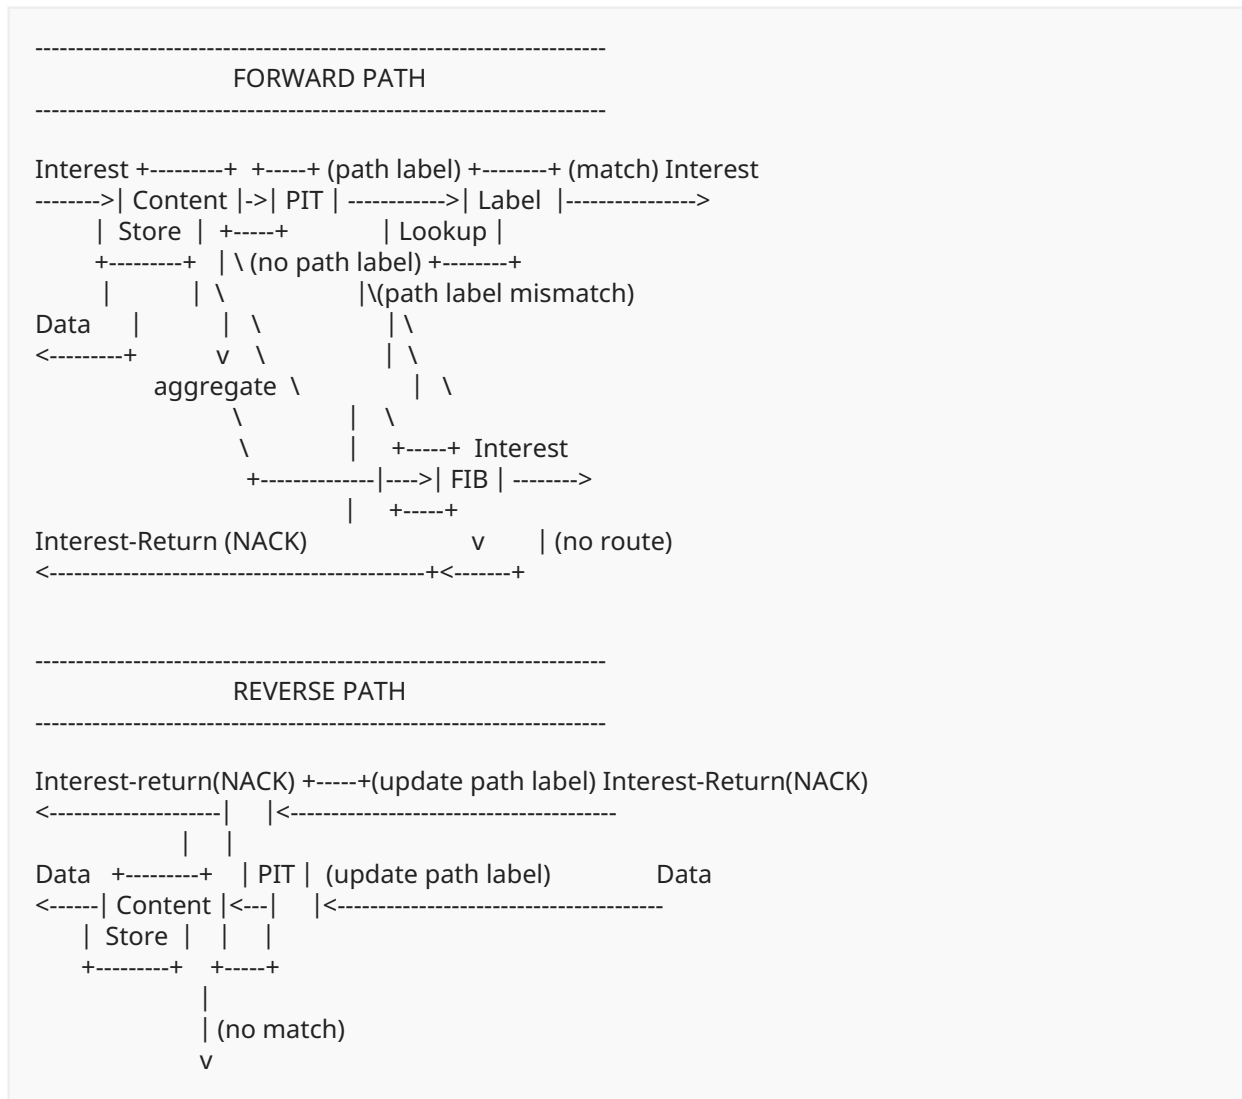 ----------------------------------------------------------------------
FORWARD PATH
----------------------------------------------------------------------
Interest +---------+  +-----+ (path label) +--------+ (match) Interest
-------->| Content |->| PIT | ------------>| Label  |---------------->
| Store  |  +-----+              | Lookup |
+---------+   | \ (no path label) +--------+
|           |  \                  |\(path label mismatch)
Data      |            |   \                  | \
<---------+            v    \                 |  \
aggregate  \                |   \
\                |    \
\               |     +-----+  Interest
+--------------|---->| FIB | -------->
|     +-----+
Interest-Return (NACK)                         v        | (no route)
<----------------------------------------------+<-------+
----------------------------------------------------------------------
REVERSE PATH
----------------------------------------------------------------------
Interest-return(NACK) +-----+(update path label) Interest-Return(NACK)
<---------------------|     |<----------------------------------------
|     |
Data   +---------+    | PIT |  (update path label)                Data
<------| Content |<---|     |<----------------------------------------
|  Store  |    |     |
+---------+    +-----+
|
| (no match)
v